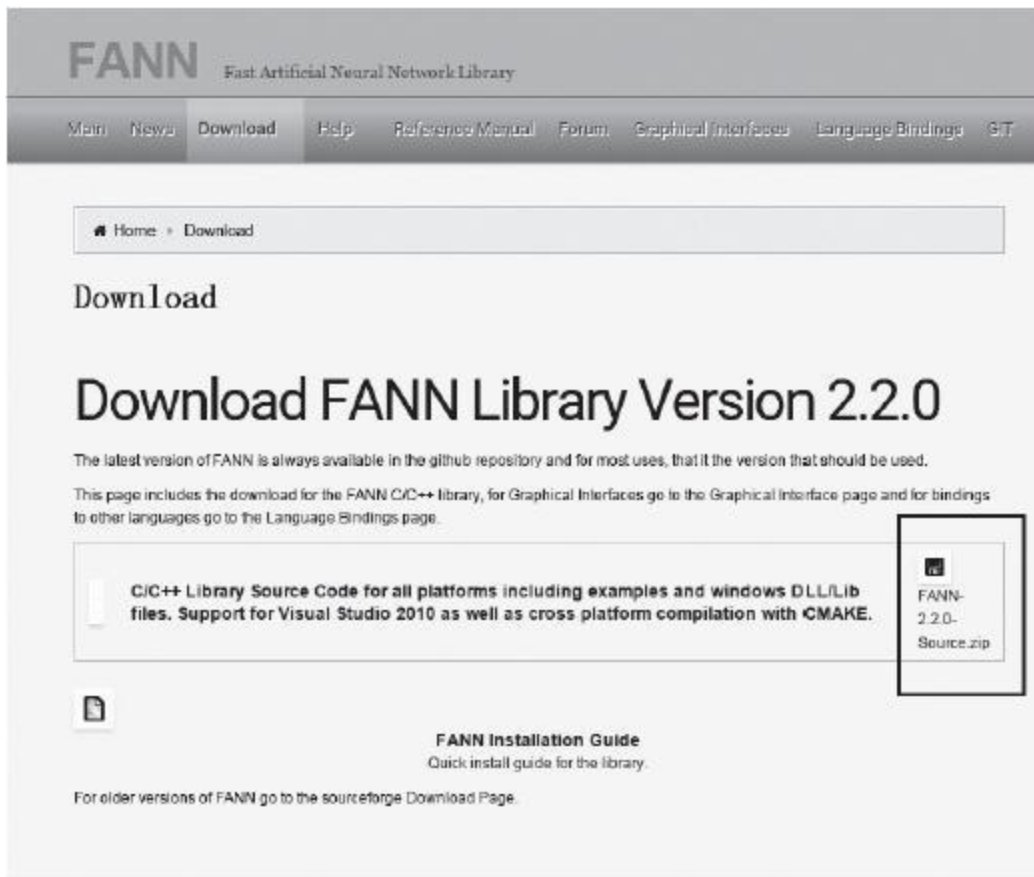 FANN Fast Artificial Neural Network Library
Main News Download Help Reference Manual Forum Graphical Interfaces Language Bindings GIT
Home Download
Download
Download FANN Library Version 2.2.0
The latest version of FANN is always available in the github repository and for most uses, that it the version that should be used.
This page includes the download for the FANN C/C++ library, for Graphical Interfaces go to the Graphical Interface page and for bindings
to other languages go to the Language Bindings page.
C/C++ Library Source Code for all platforms including examples and windows DLL/Lib
files. Support for Visual Studio 2010 as well as cross platform compilation with CMAKE.
FANN-
2.2.0-
Source.zip
FANN Installation Guide
Quick install guide for the library.
For older versions of FANN go to the sourceforge Download Page.